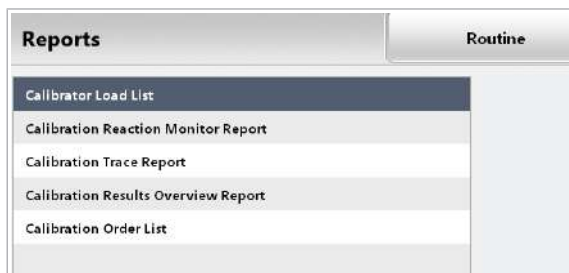 Reports
Routine
Calibrator Load List
Calibration Reaction Monitor Report
Calibration Trace Report
Calibration Results Overview Report
Calibration Order List